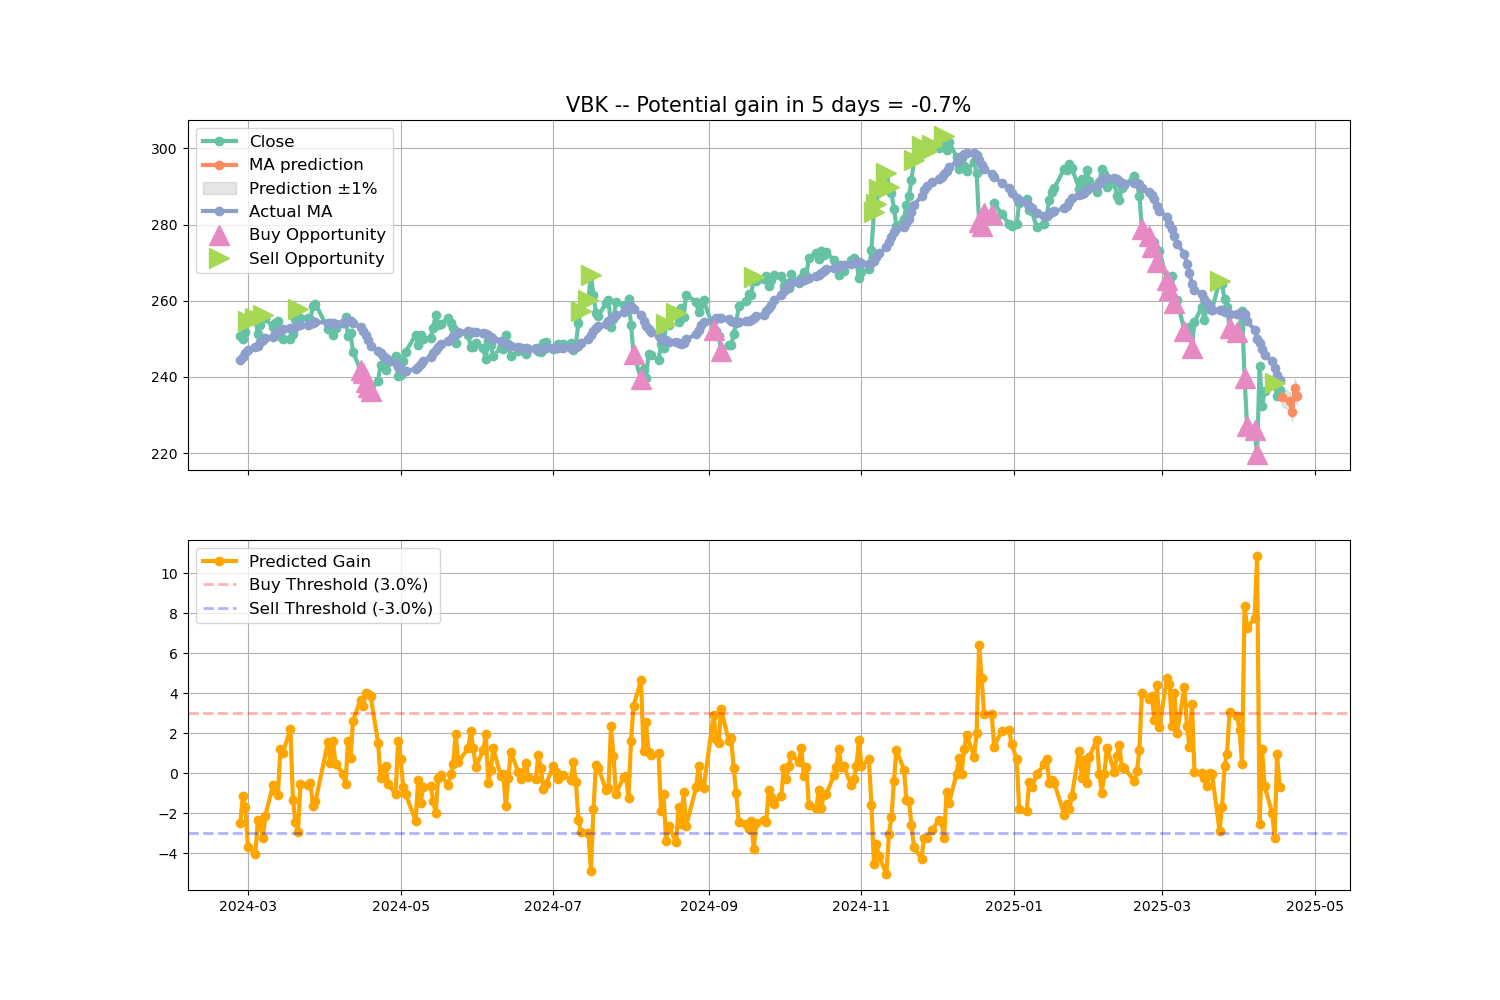 VBK -- Potential gain in 5 days = -0.7%
Close
MA prediction
Prediction ±1%
Actual MA
Buy Opportunity
Sell Opportunity
300
280
260
240
220
Predicted Gain
Buy Threshold (3.0%)
Sell Threshold (-3.0%)
10
8
6
4
2
0
−2
−4
2024-03 2024-05 2024-07 2024-09 2024-11 2025-01 2025-03 2025-05